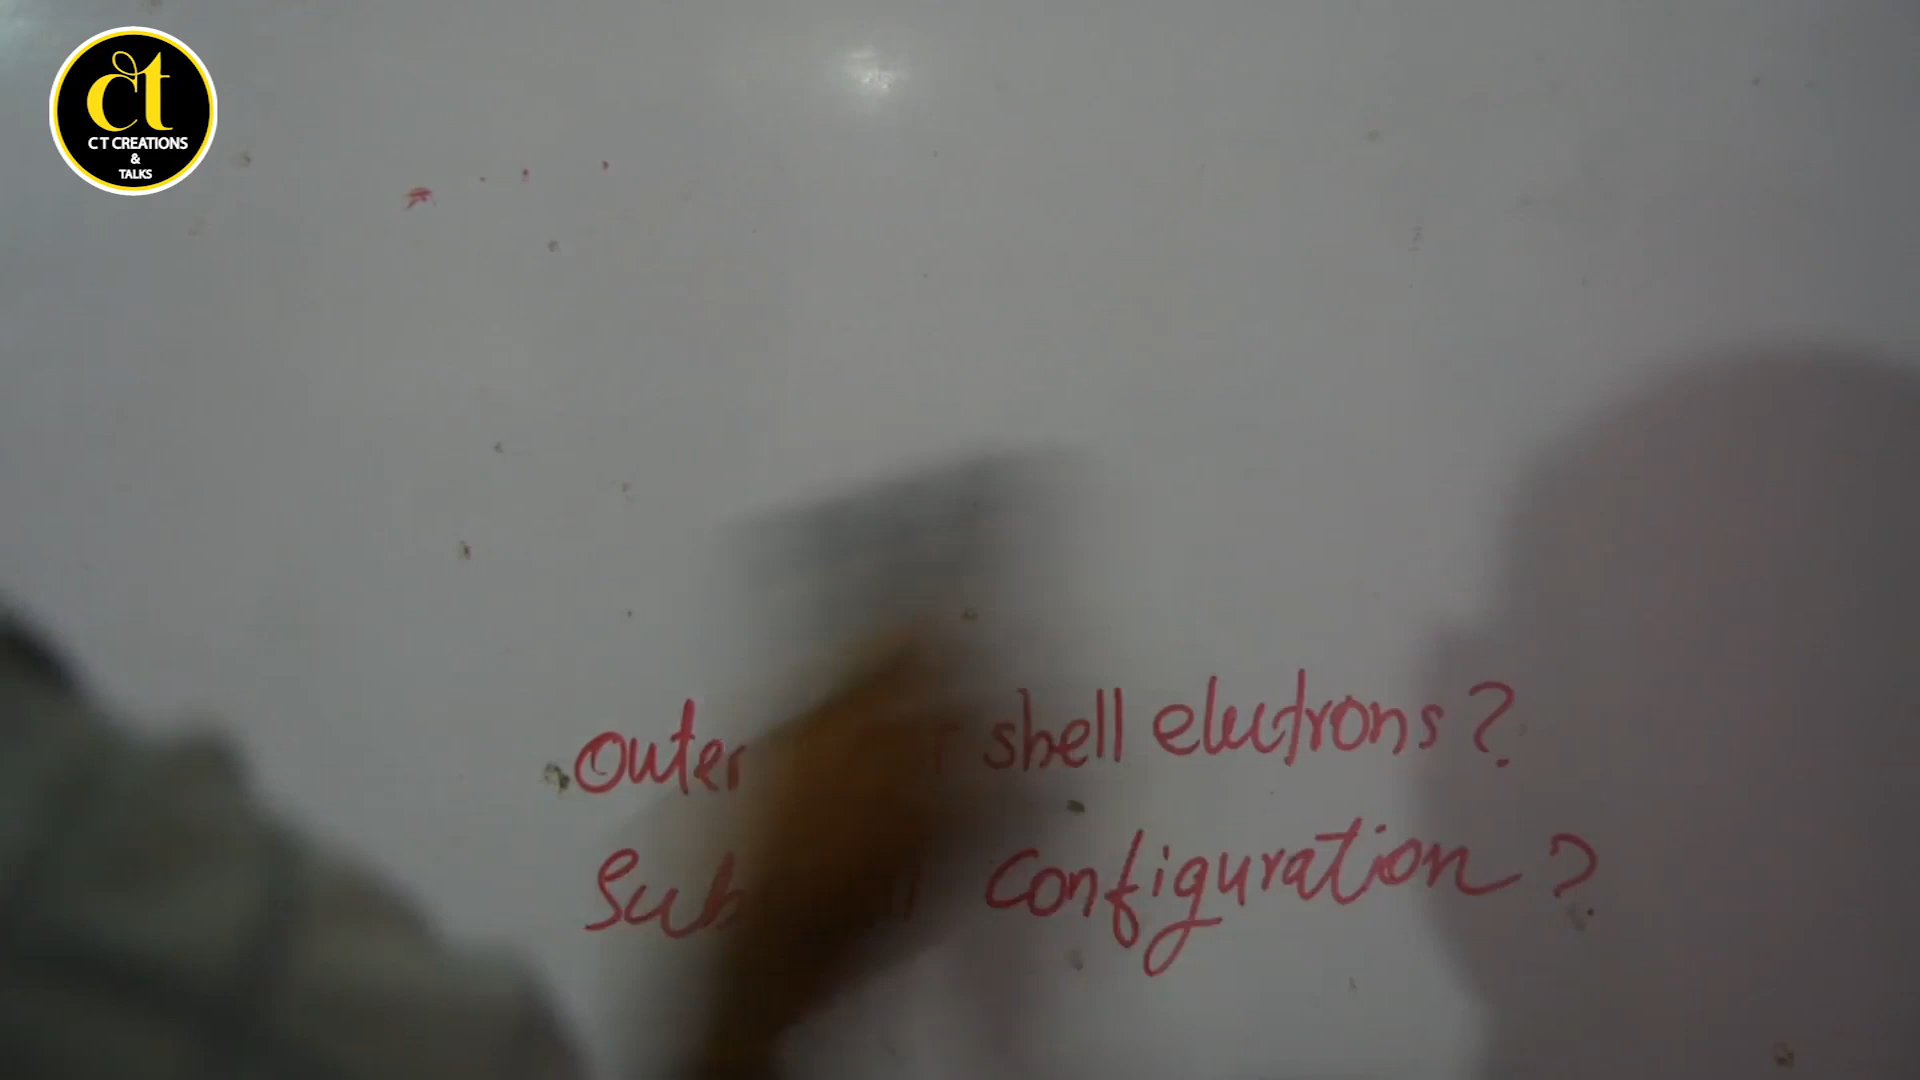 ct
C T CREATIONS
&
TALKS
Outer shell electrons?
Configuration?